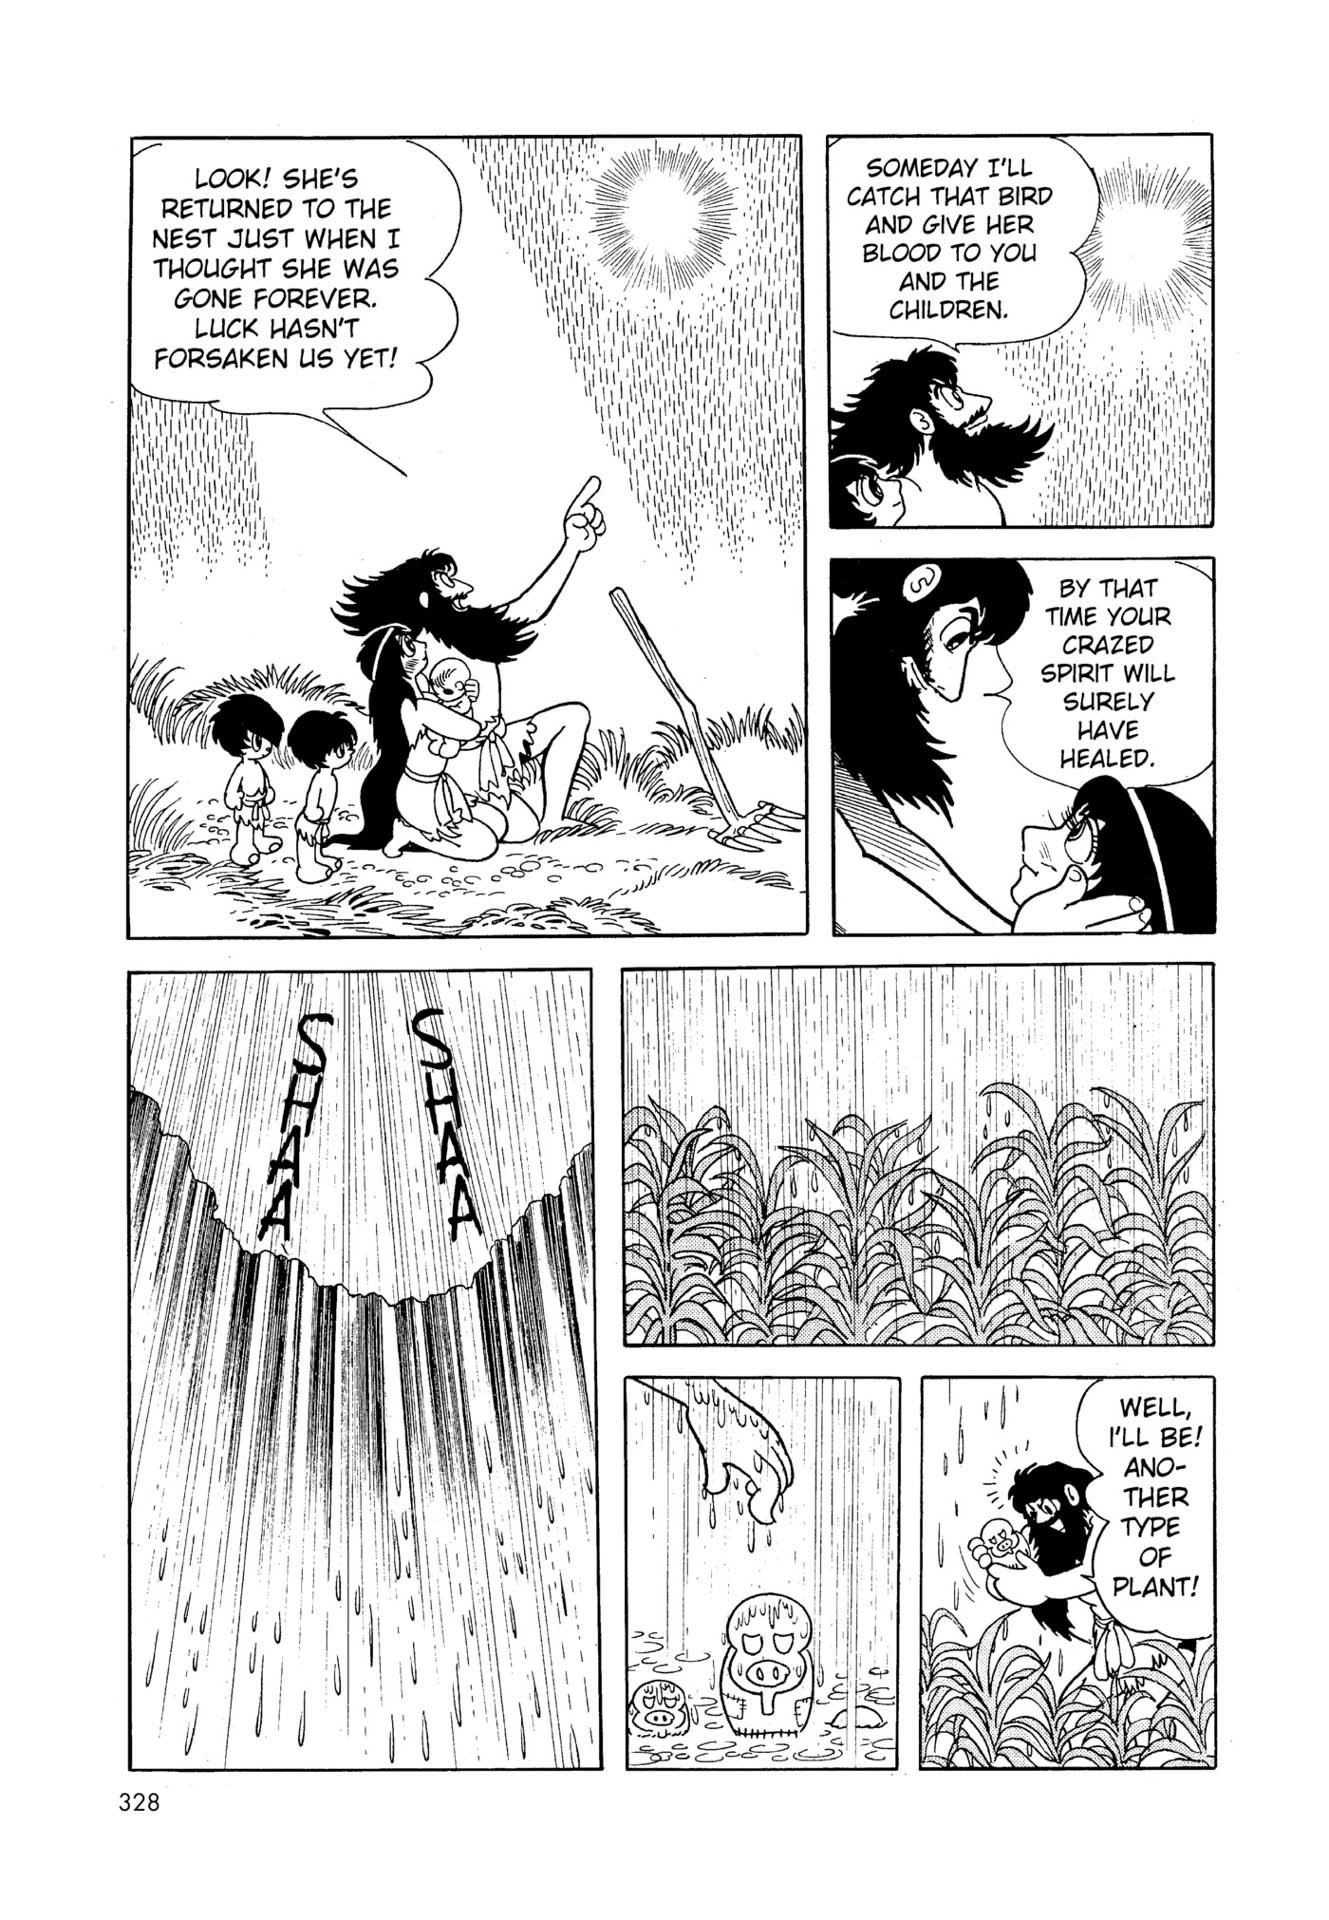 LOOK! SHE'S
RETURNED TO THE
NEST JUST WHEN I
THOUGHT SHE WAS
GONE FOREVER.
LUCK HASN'T
FORSAKEN US YET!
SOMEDAY I'LL
CATCH THAT BIRD
AND GIVE HER
BLOOD TO YOU
AND THE
CHILDREN.
BY THAT
TIME YOUR
CRAZED
SPIRIT WILL
SURELY
HAVE
HEALED.
SHAA
SHAA
WELL,
I'LL BE!
ANO-
THER
TYPE
OF
PLANT!
328